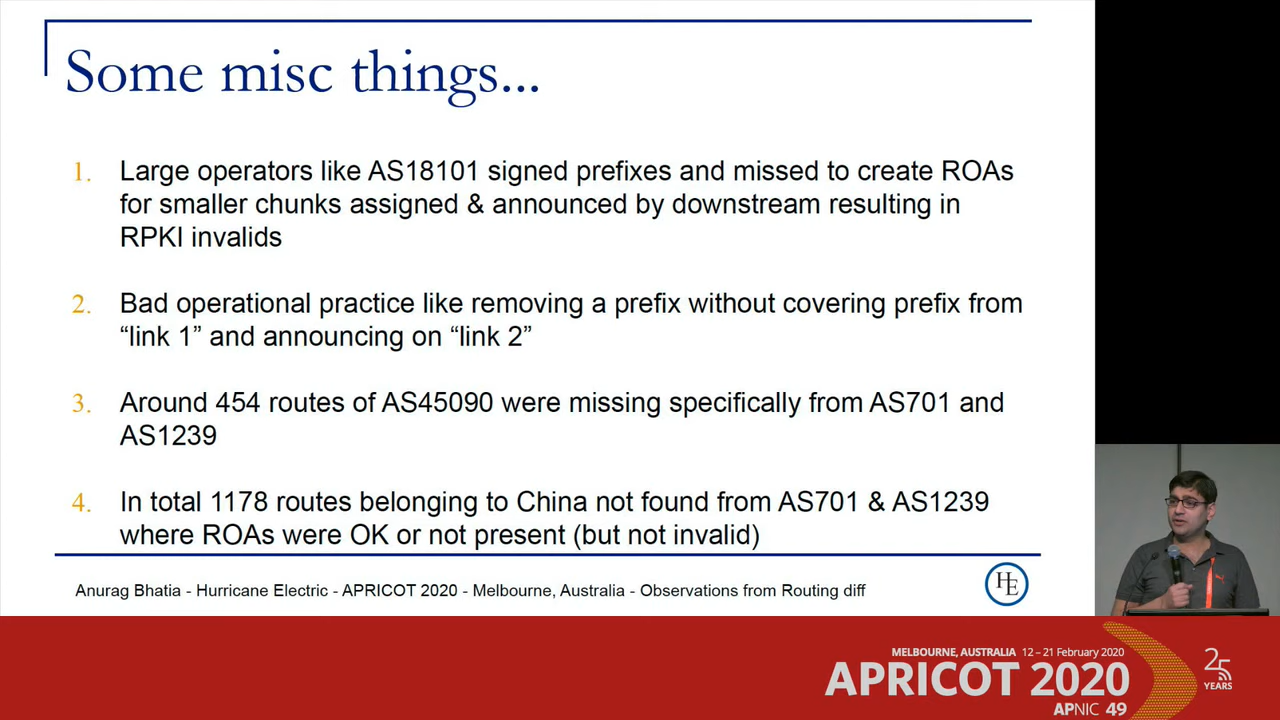 Some misc things...
1. Large operators like AS18101 signed prefixes and missed to create ROAs
for smaller chunks assigned & announced by downstream resulting in
RPKI invalids
2. Bad operational practice like removing a prefix without covering prefix from
“link 1” and announcing on “link 2”
3. Around 454 routes of AS45090 were missing specifically from AS701 and
AS1239
4. In total 1178 routes belonging to China not found from AS701 & AS1239
where ROAs were OK or not present (but not invalid)
Anurag Bhatia - Hurricane Electric - APRICOT 2020 - Melbourne, Australia - Observations from Routing diff
HE
MELBOURNE, AUSTRALIA 12 – 21 February 2020
APRICOT 2020
APNIC 49
25
YEARS